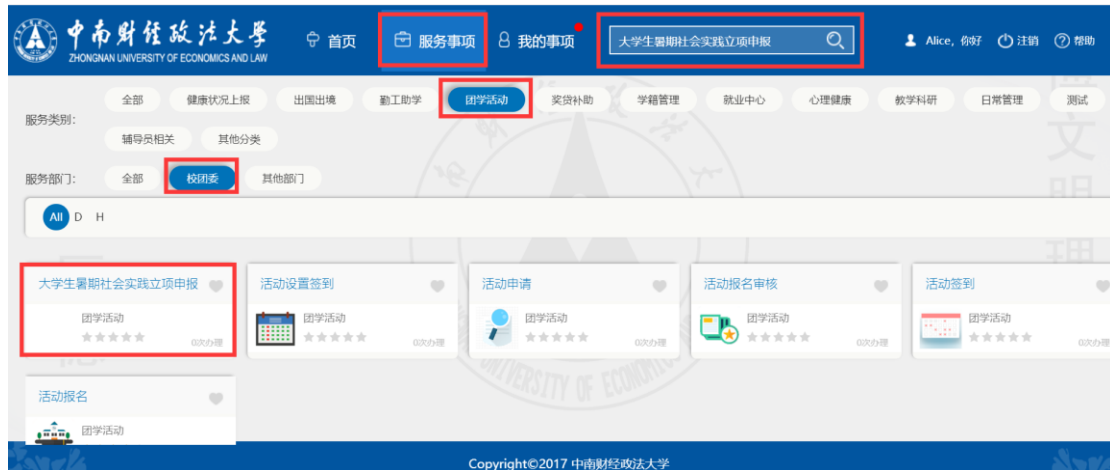 中南财经政法大学
ZHONGNAN UNIVERSITY OF ECONOMICS AND LAW
首页
服务事项
我的事项
大学生暑期社会实践立项申报
Alice, 你好
注销
帮助
服务类别:
全部 健康状况上报 出国出境 勤工助学 团学活动 奖贷补助 学籍管理 就业中心 心理健康 教学科研 日常管理 测试
辅导员相关 其他分类
服务部门: 全部 校团委 其他部门
All D H
大学生暑期社会实践立项申报
团学活动
0次办理
活动设置签到
团学活动
0次办理
活动申请
团学活动
0次办理
活动报名审核
团学活动
0次办理
活动签到
团学活动
0次办理
活动报名
团学活动
UNIVERSITY OF ECONOMIC
Copyright©2017 中南财经政法大学